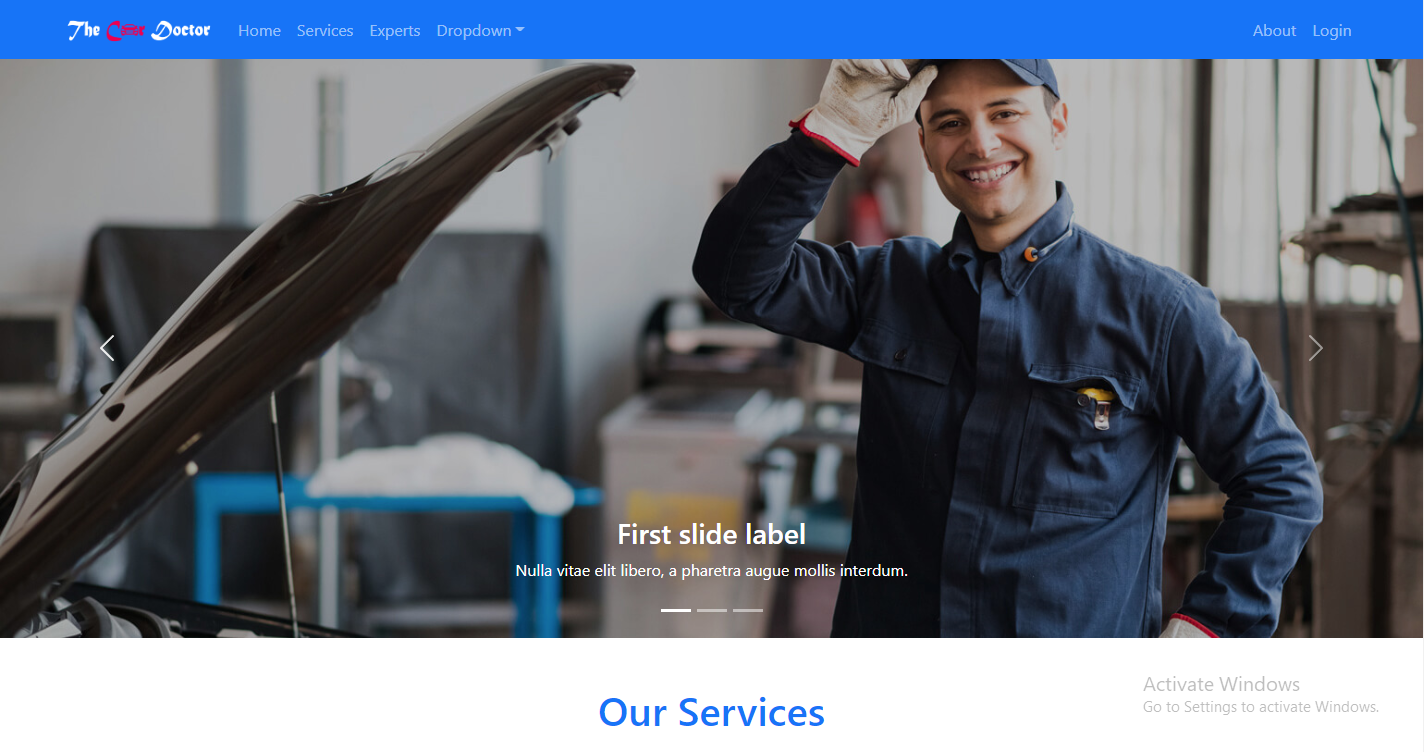 The Car Doctor
Home Services Experts Dropdown
About Login
First slide label
Nulla vitae elit libero, a pharetra augue mollis interdum.
Our Services
Activate Windows
Go to Settings to activate Windows.